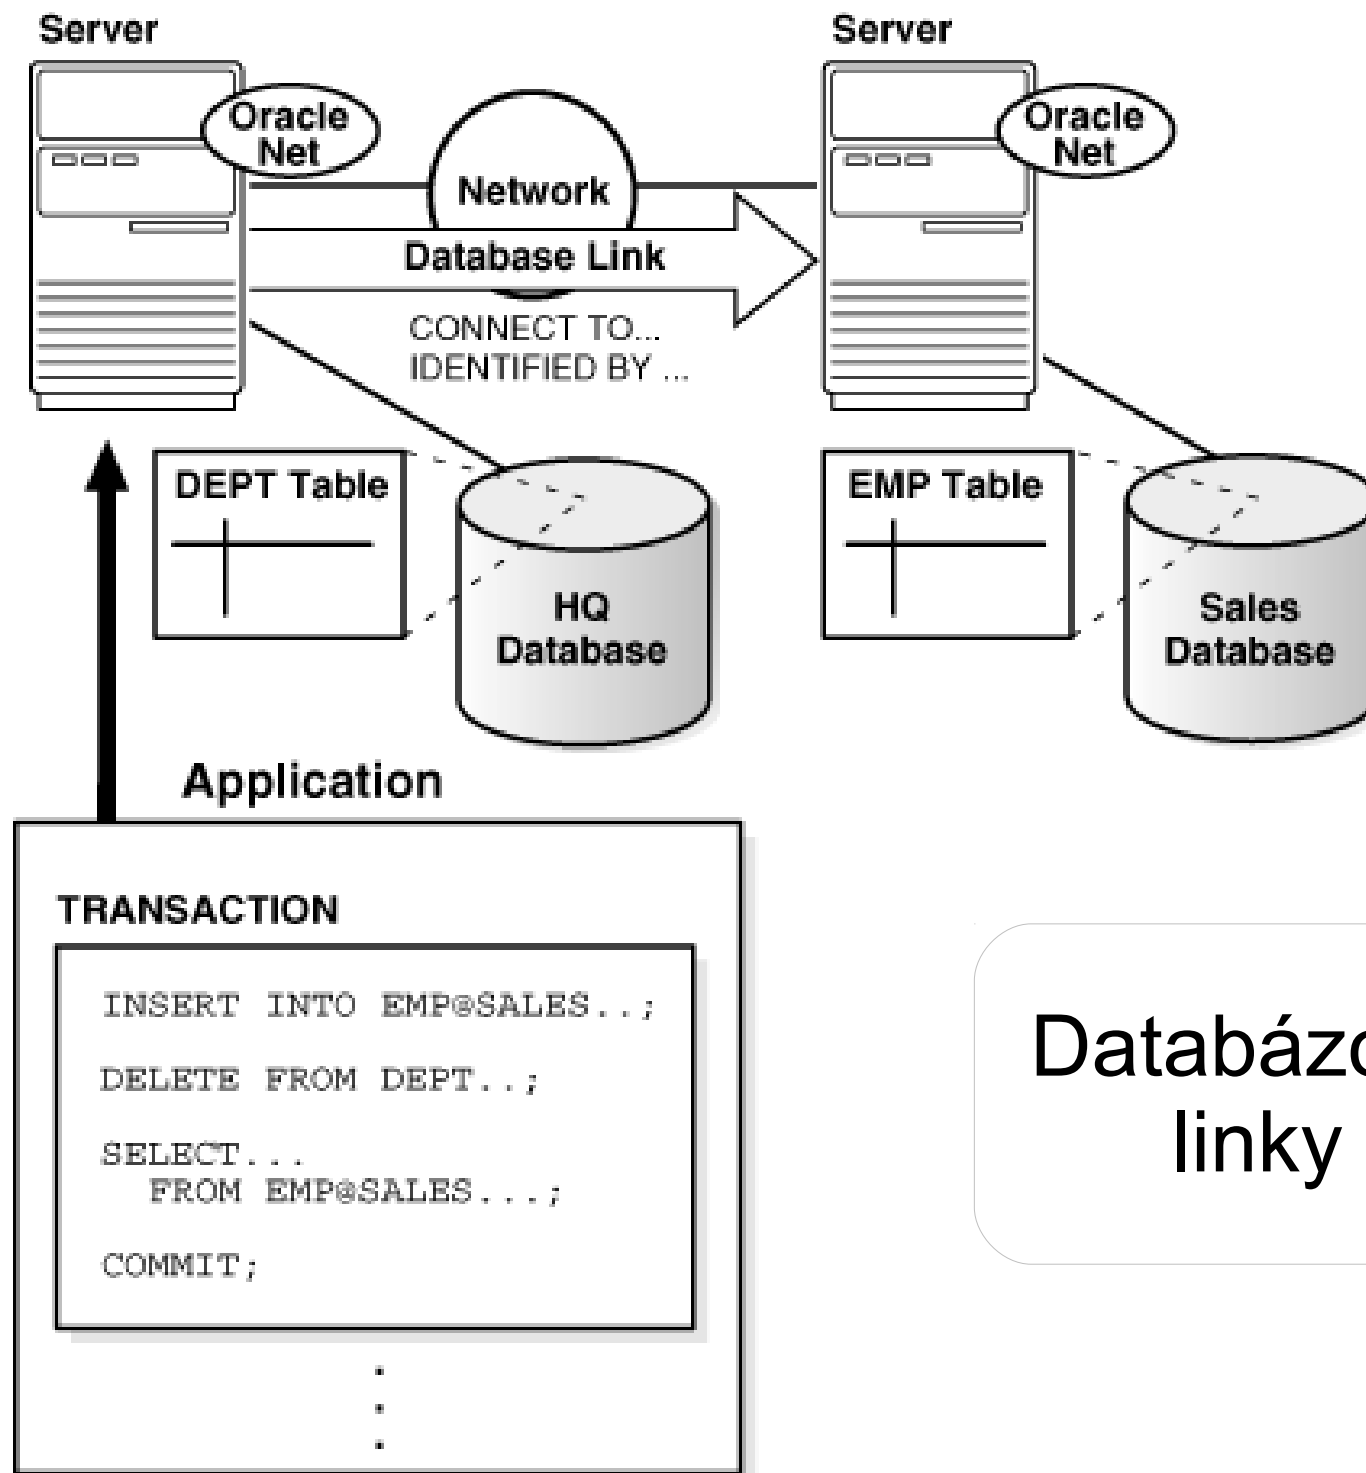 Server
Server
Oracle
Net
Oracle
Net
Network
Database Link
CONNECT TO...
IDENTIFIED BY ...
DEPT Table
EMP Table
HQ
Database
Sales
Database
Application
TRANSACTION
INSERT INTO EMP@SALES..;
DELETE FROM DEPT..;
SELECT...
FROM EMP@SALES...;
COMMIT;
linky